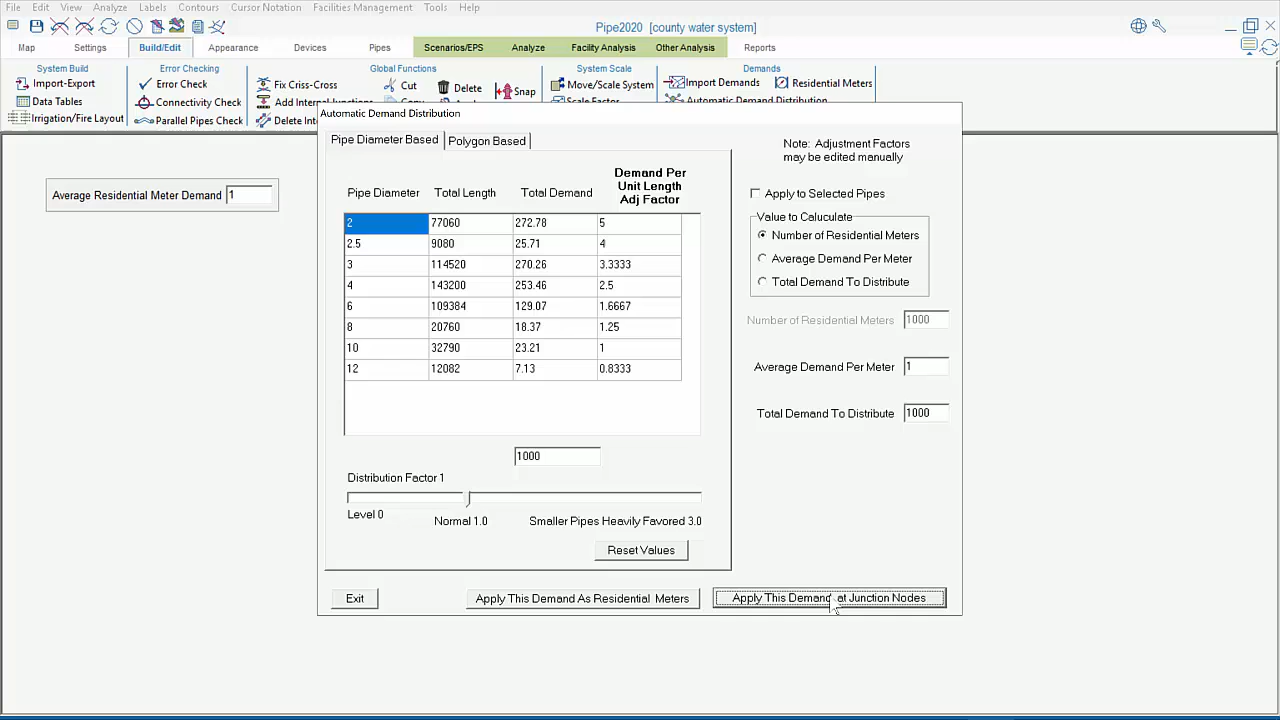 File Edit View Analyze Labels Contours Cursor Notation Facilities Management Tools Help
Pipe2020 [county water system]
Map Settings Build/Edit Appearance Devices Pipes Scenarios/EPS Analyze Facility Analysis Other Analysis Reports
System Build Error Checking Global Functions System Scale Demands
Import-Export Error Check Fix Criss-Cross Cut Delete Snap Move/Scale System Import Demands Residential Meters
Data Tables Connectivity Check Add Internal Junctions Copy Scale Factor Automatic Demand Distribution
Irrigation/Fire Layout Parallel Pipes Check Delete Int
Automatic Demand Distribution
Pipe Diameter Based Polygon Based
Note: Adjustment Factors
may be edited manually
Average Residential Meter Demand 1
Pipe Diameter Total Length Total Demand Demand Per
Unit Length
Adj Factor
2 77060 272.78 5
2.5 9080 25.71 4
3 114520 270.26 3.3333
4 143200 253.46 2.5
6 109384 129.07 1.6667
8 20760 18.37 1.25
10 32790 23.21 1
12 12082 7.13 0.8333
1000
Distribution Factor 1
Level 0 Normal 1.0 Smaller Pipes Heavily Favored 3.0
Reset Values
Apply to Selected Pipes
Value to Caluculate
Number of Residential Meters
Average Demand Per Meter
Total Demand To Distribute
Number of Residential Meters 1000
Average Demand Per Meter 1
Total Demand To Distribute 1000
Exit Apply This Demand As Residential Meters Apply This Demand at Junction Nodes